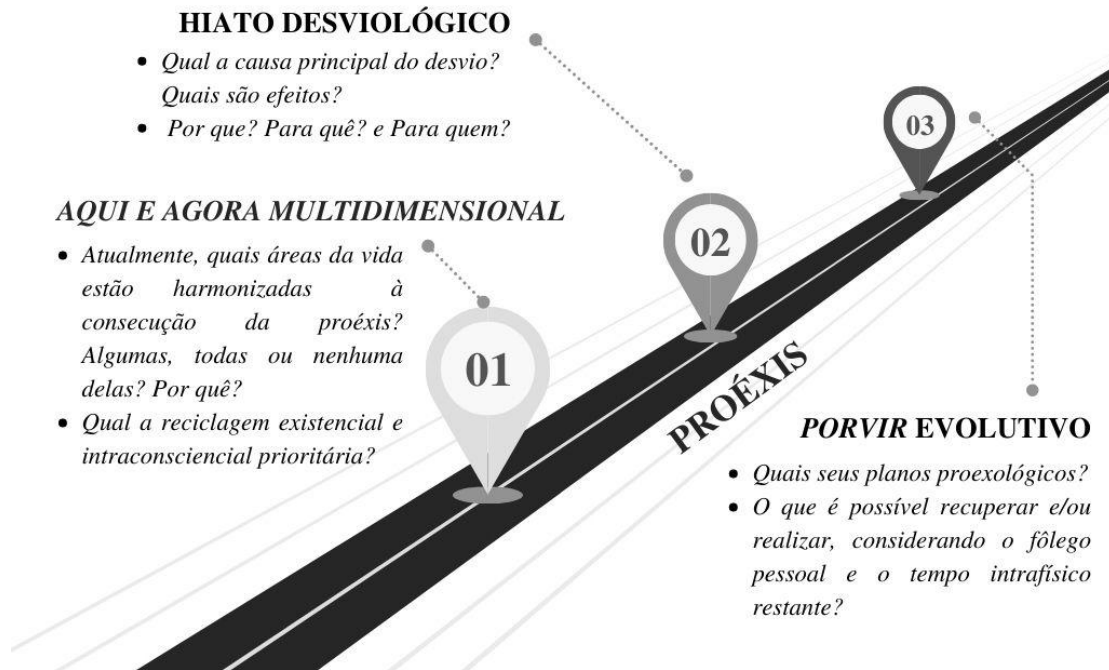 HIATO DESVIOLÓGICO
• Qual a causa principal do desvio?
Quais são efeitos?
• Por que? Para quê? e Para quem?
AQUI E AGORA MULTIDIMENSIONAL
• Atualmente, quais áreas da vida
estão harmonizadas à
consecução da proéxis?
Algumas, todas ou nenhuma
delas? Por quê?
• Qual a reciclagem existencial e
intraconsciencial prioritária?
01
02
03
PROÉXIS
PORVIR EVOLUTIVO
• Quais seus planos proexológicos?
• O que é possível recuperar e/ou
realizar, considerando o fôlego
pessoal e o tempo intrafísico
restante?